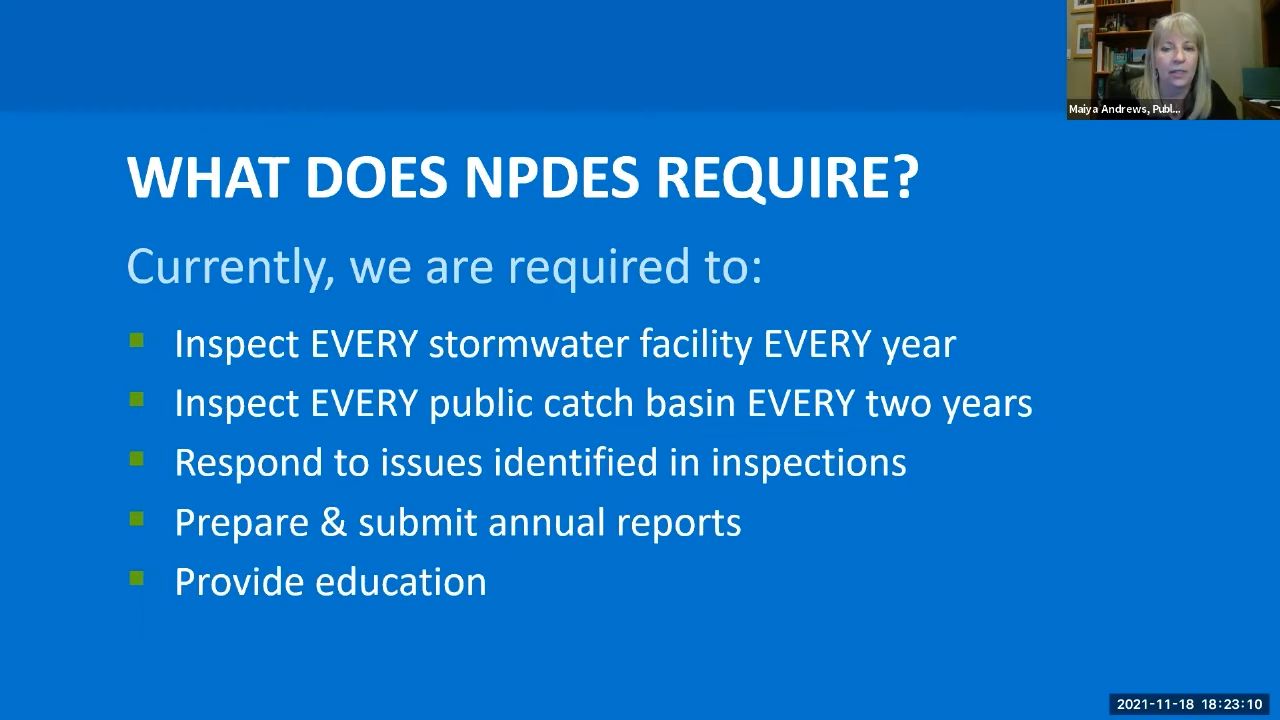 Maiya Andrews, Publ...
WHAT DOES NPDES REQUIRE?
Currently, we are required to:
Inspect EVERY stormwater facility EVERY year
Inspect EVERY public catch basin EVERY two years
Respond to issues identified in inspections
Prepare & submit annual reports
Provide education
2021-11-18 18:23:10